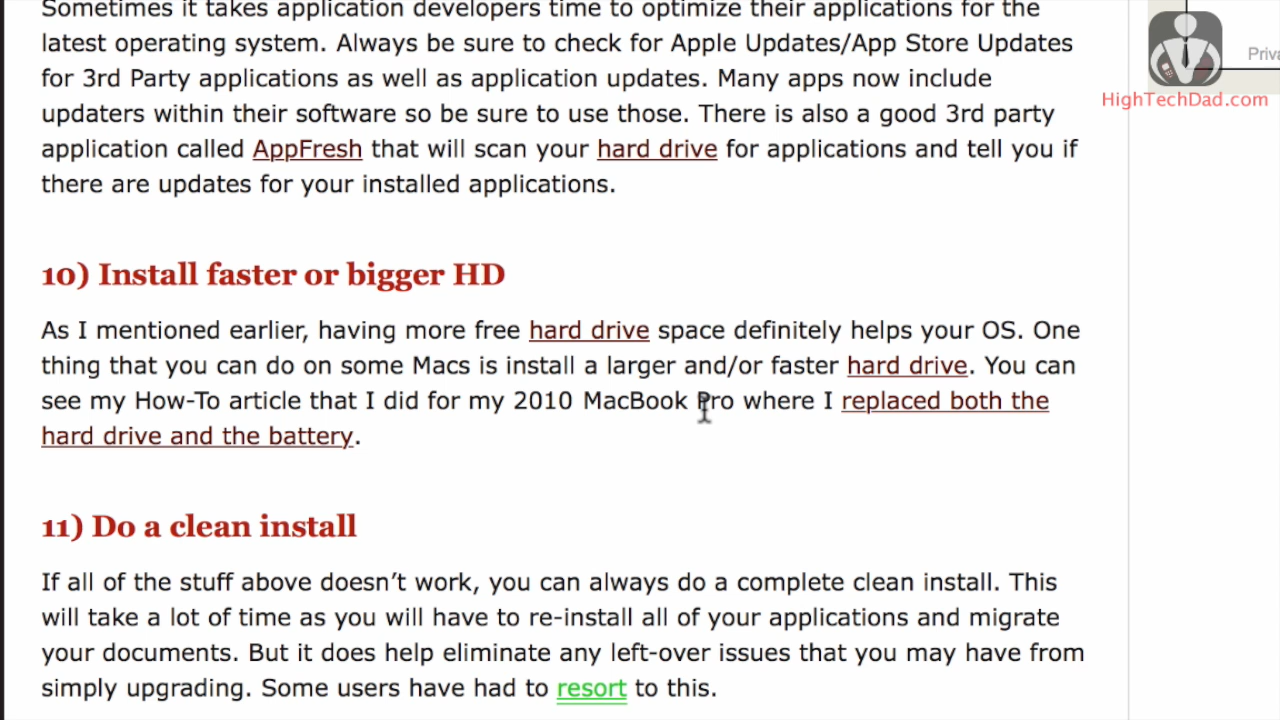 Sometimes it takes application developers time to optimize their applications for the
latest operating system. Always be sure to check for Apple Updates/App Store Updates
for 3rd Party applications as well as application updates. Many apps now include
updaters within their software so be sure to use those. There is also a good 3rd party
application called AppFresh that will scan your hard drive for applications and tell you if
there are updates for your installed applications.
10) Install faster or bigger HD
As I mentioned earlier, having more free hard drive space definitely helps your OS. One
thing that you can do on some Macs is install a larger and/or faster hard drive. You can
see my How-To article that I did for my 2010 MacBook Pro where I replaced both the
hard drive and the battery.
11) Do a clean install
If all of the stuff above doesn’t work, you can always do a complete clean install. This
will take a lot of time as you will have to re-install all of your applications and migrate
your documents. But it does help eliminate any left-over issues that you may have from
simply upgrading. Some users have had to resort to this.
Priva
HighTechDad.com